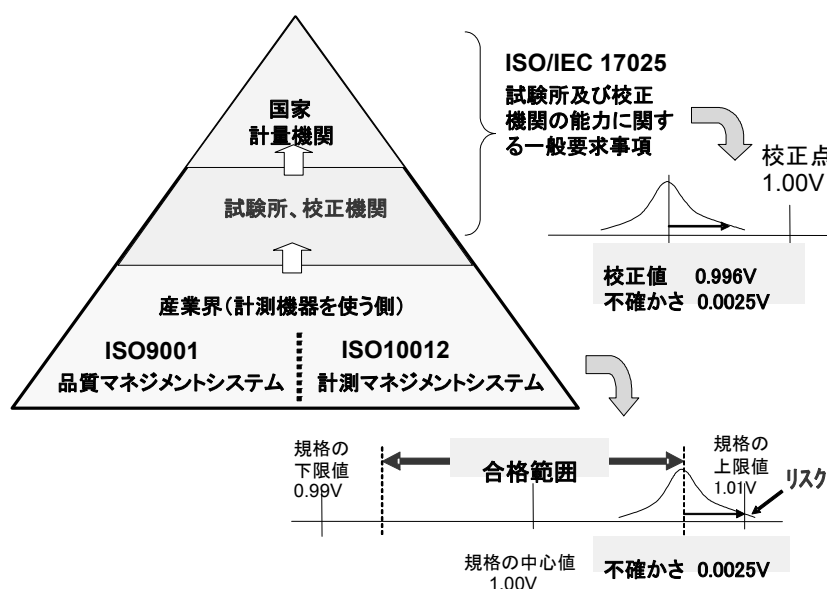 国家
計量機関
試験所、校正機関
産業界(計測機器を使う側)
ISO9001
品質マネジメントシステム
ISO10012
計測マネジメントシステム
ISO/IEC 17025
試験所及び校正
機関の能力に関す
る一般要求事項
校正点
1.00V
校正値 0.996V
不確かさ 0.0025V
規格の
下限値
0.99V
合格範囲
規格の
上限値
1.01V
リスク
規格の中心値
1.00V
不確かさ 0.0025V